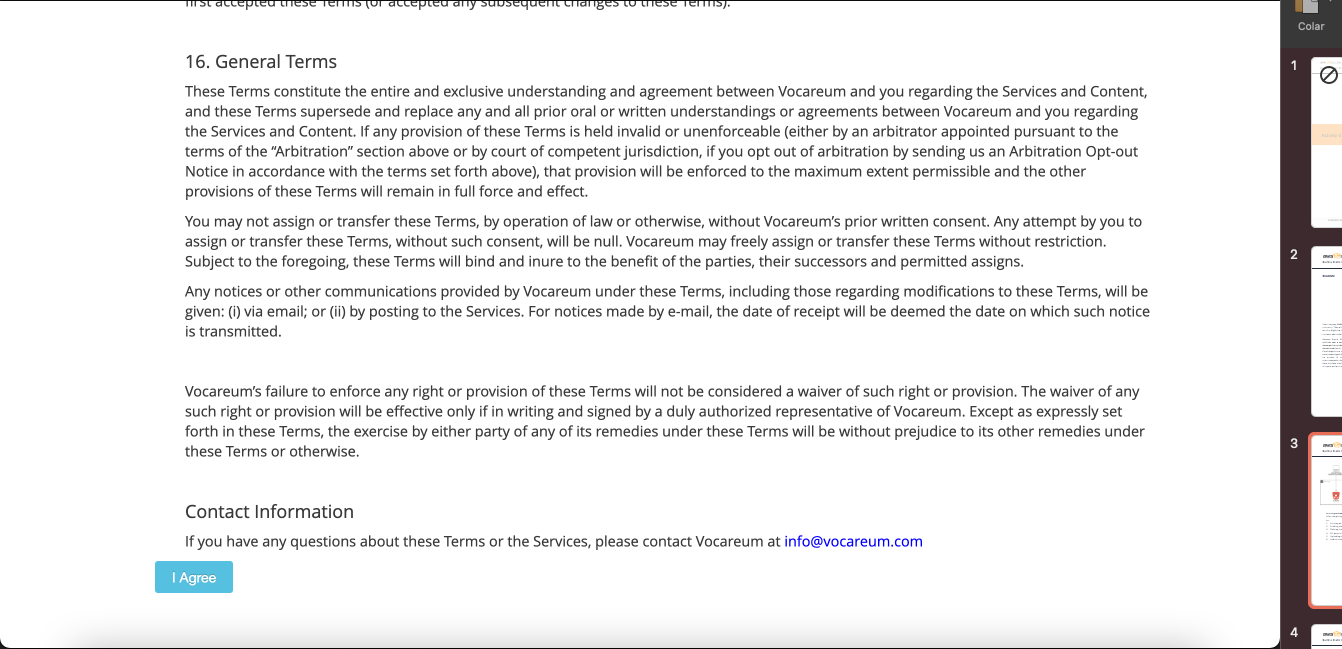 first accepted these Terms (or accepted any subsequent changes to these Terms).
16. General Terms
These Terms constitute the entire and exclusive understanding and agreement between Vocareum and you regarding the Services and Content,
and these Terms supersede and replace any and all prior oral or written understandings or agreements between Vocareum and you regarding
the Services and Content. If any provision of these Terms is held invalid or unenforceable (either by an arbitrator appointed pursuant to the
terms of the “Arbitration” section above or by court of competent jurisdiction, if you opt out of arbitration by sending us an Arbitration Opt-out
Notice in accordance with the terms set forth above), that provision will be enforced to the maximum extent permissible and the other
provisions of these Terms will remain in full force and effect.
You may not assign or transfer these Terms, by operation of law or otherwise, without Vocareum’s prior written consent. Any attempt by you to
assign or transfer these Terms, without such consent, will be null. Vocareum may freely assign or transfer these Terms without restriction.
Subject to the foregoing, these Terms will bind and inure to the benefit of the parties, their successors and permitted assigns.
Any notices or other communications provided by Vocareum under these Terms, including those regarding modifications to these Terms, will be
given: (i) via email; or (ii) by posting to the Services. For notices made by e-mail, the date of receipt will be deemed the date on which such notice
is transmitted.
Vocareum’s failure to enforce any right or provision of these Terms will not be considered a waiver of such right or provision. The waiver of any
such right or provision will be effective only if in writing and signed by a duly authorized representative of Vocareum. Except as expressly set
forth in these Terms, the exercise by either party of any of its remedies under these Terms will be without prejudice to its other remedies under
these Terms or otherwise.
Contact Information
If you have any questions about these Terms or the Services, please contact Vocareum at info@vocareum.com
I Agree
Colar
1
2
3
4